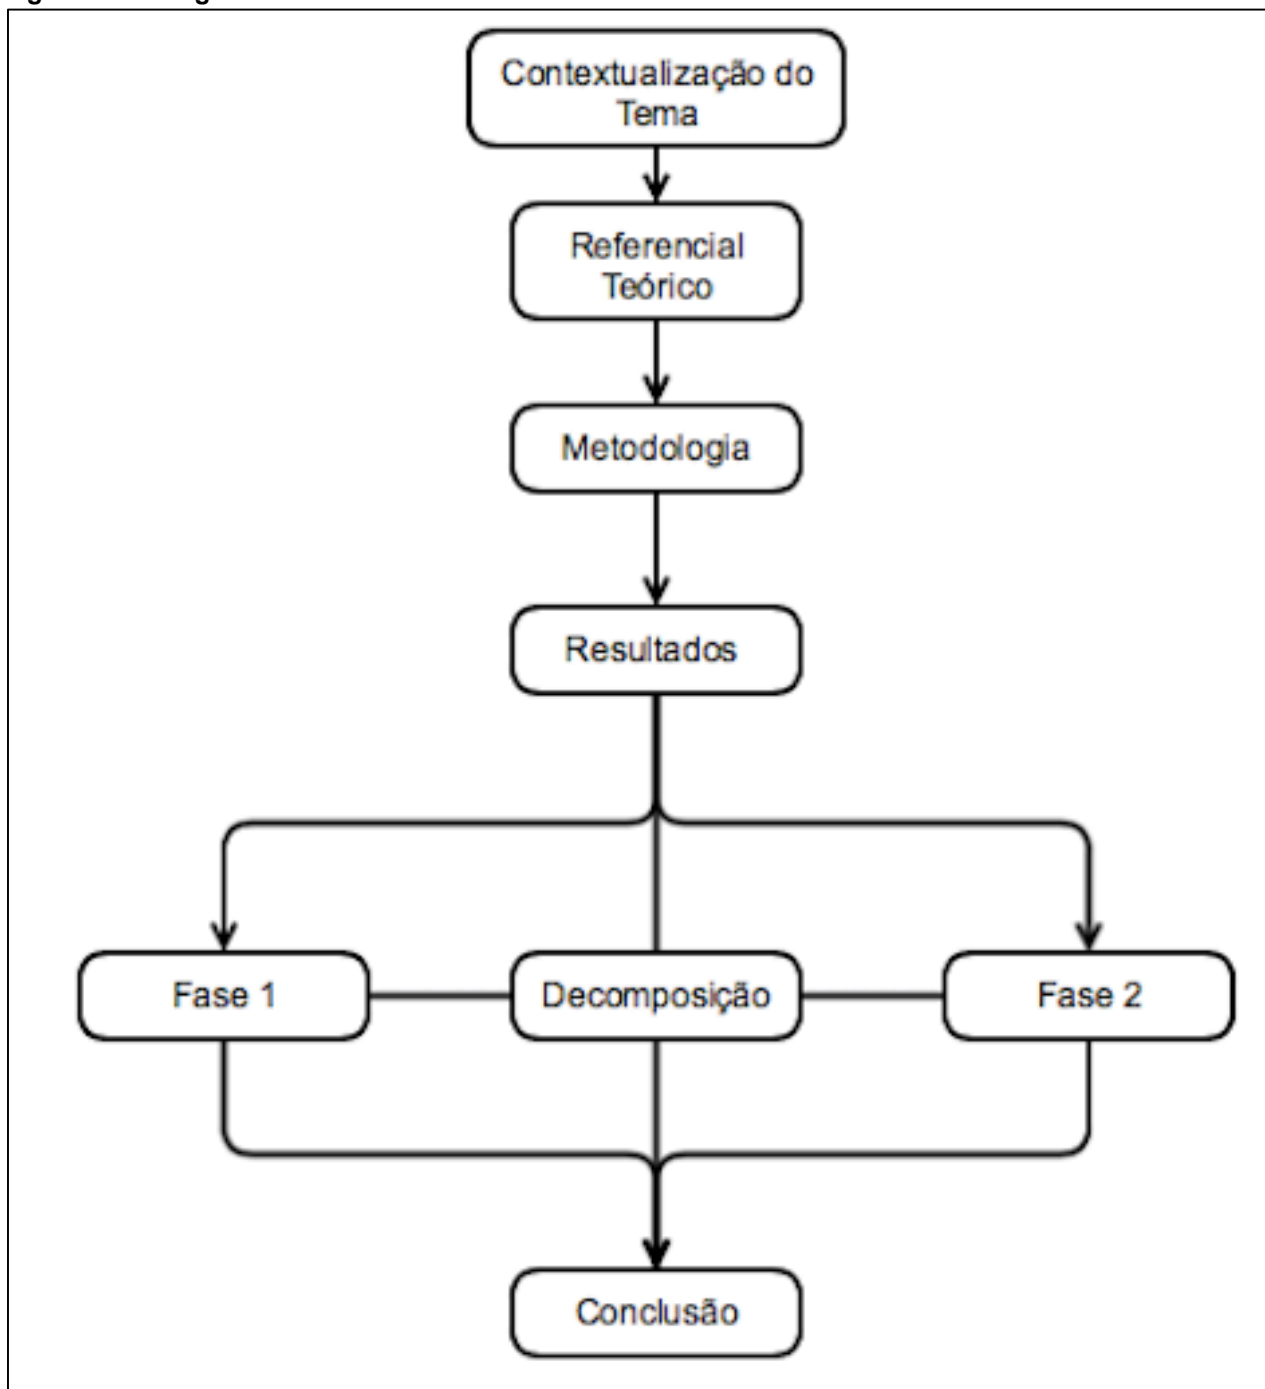 Contextualização do
Tema
Referencial
Teórico
Metodologia
Resultados
Fase 1
Decomposição
Fase 2
Conclusão